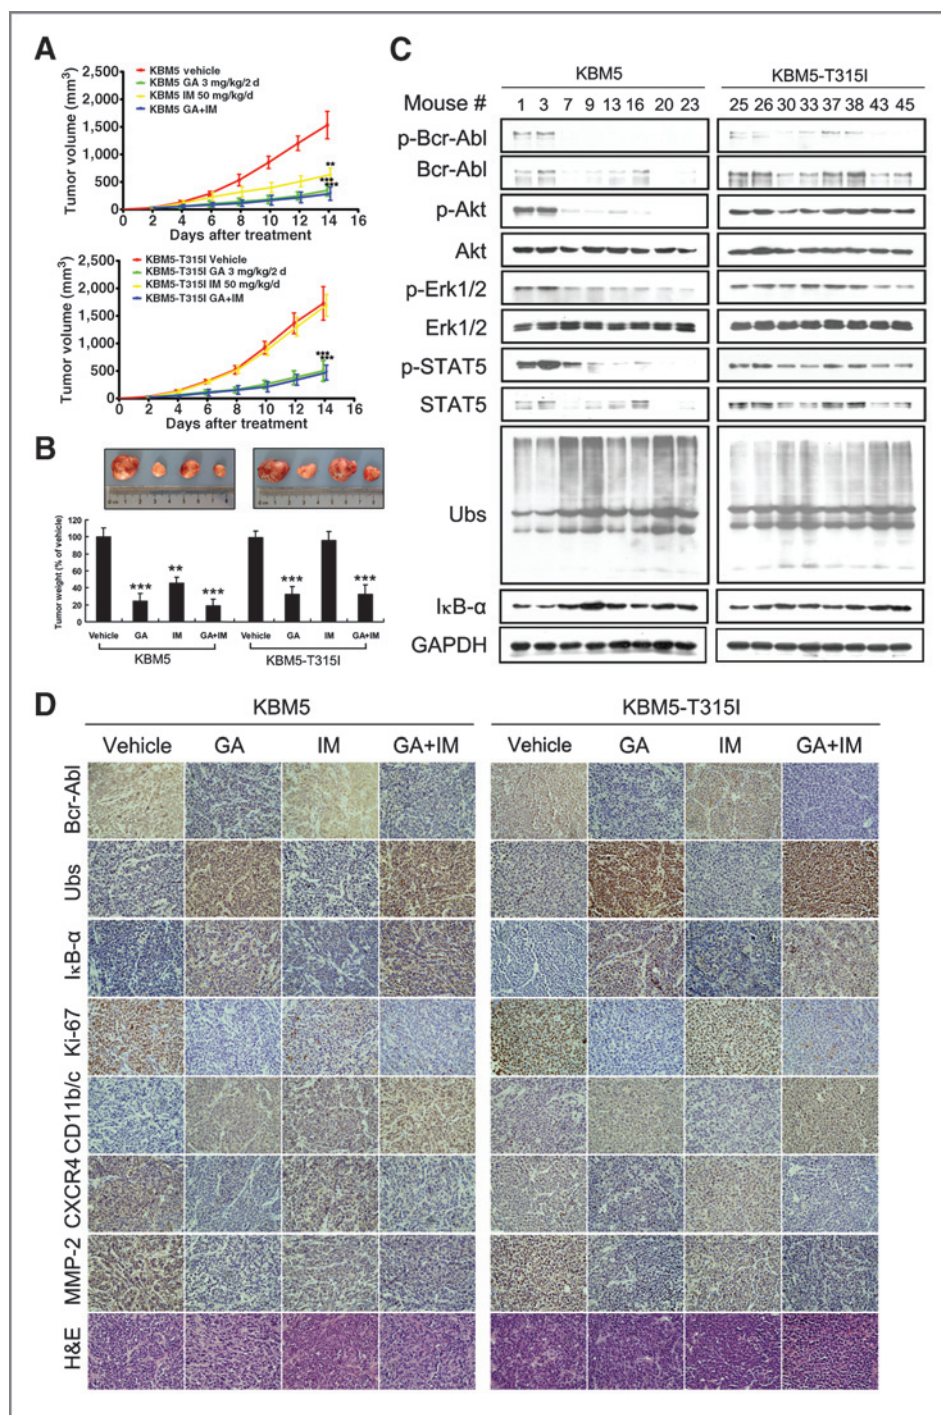 A
Tumor volume (mm³)
2,500
2,000
1,500
1,000
500
0
KBM5 vehicle
KBM5 GA 3 mg/kg/2 d
KBM5 IM 50 mg/kg/d
KBM5 GA+IM
**
***
***
0 2 4 6 8 10 12 14 16
Days after treatment
Tumor volume (mm³)
2,500
2,000
1,500
1,000
500
0
KBM5-T315I Vehicle
KBM5-T315I GA 3 mg/kg/2 d
KBM5-T315I IM 50 mg/kg/d
KBM5-T315I GA+IM
***
***
0 2 4 6 8 10 12 14 16
Days after treatment
B
Tumor weight (% of vehicle)
120
100
80
60
40
20
0
*** ** *** *** ***
Vehicle GA IM GA+IM Vehicle GA IM GA+IM
KBM5 KBM5-T315I
C
KBM5 KBM5-T315I
Mouse # 1 3 7 9 13 16 20 23 25 26 30 33 37 38 43 45
p-Bcr-Abl
Bcr-Abl
p-Akt
Akt
p-Erk1/2
Erk1/2
p-STAT5
STAT5
Ubs
IκB-α
GAPDH
D
KBM5 KBM5-T315I
Vehicle GA IM GA+IM Vehicle GA IM GA+IM
Bcr-Abl
Ubs
IκB-α
Ki-67
CD11b/c
CXCR4
MMP-2
H&E